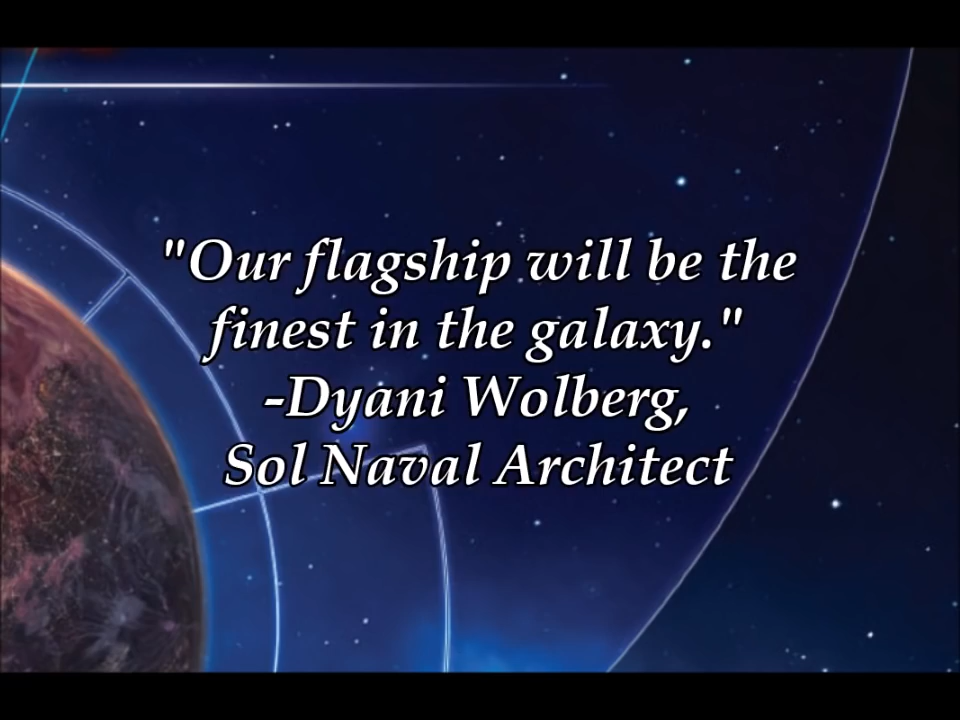 "Our flagship will be the
finest in the galaxy."
-Dyani Wolberg,
Sol Naval Architect